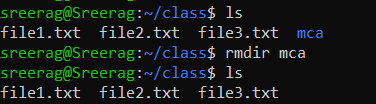 sreerag@Sreerag:~/class$ ls
file1.txt  file2.txt  file3.txt  mca
sreerag@Sreerag:~/class$ rmdir mca
sreerag@Sreerag:~/class$ ls
file1.txt  file2.txt  file3.txt